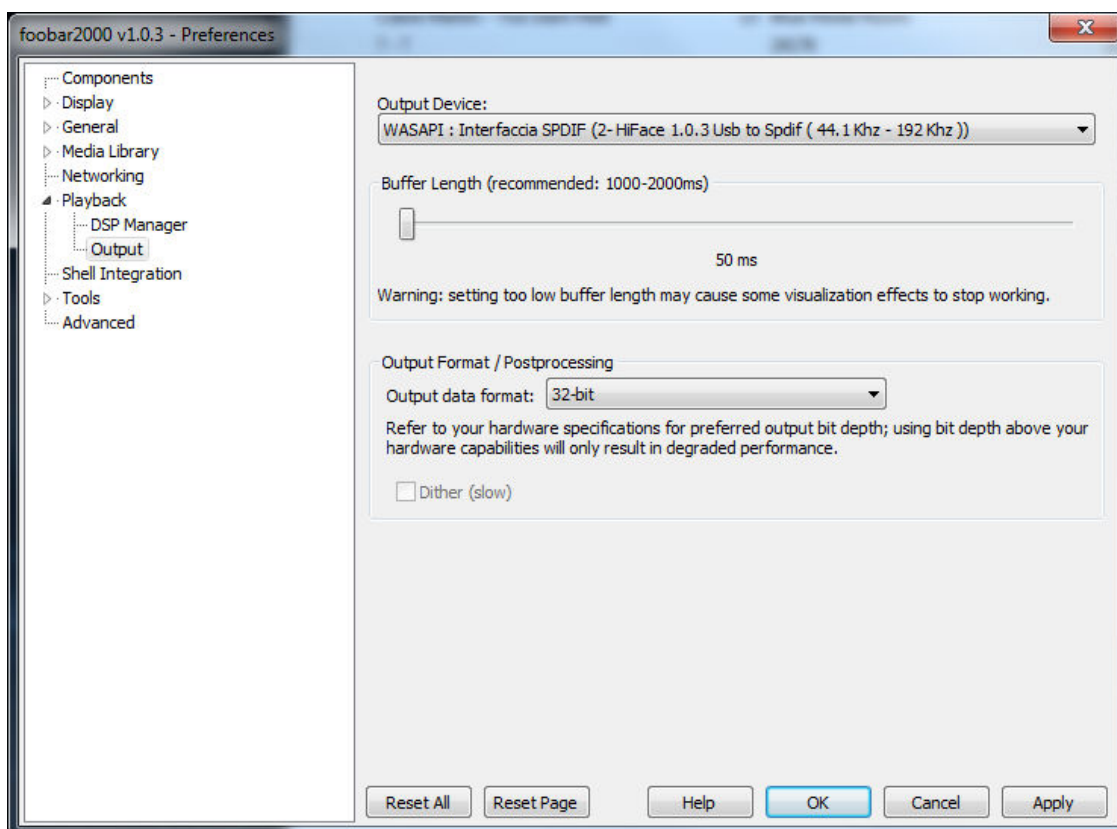 foobar2000 v1.0.3 - Preferences
Components
Display
General
Media Library
Networking
Playback
DSP Manager
Output
Shell Integration
Tools
Advanced
Output Device:
WASAPI : Interfaccia SPDIF (2- HiFace 1.0.3 Usb to Spdif ( 44.1 Khz - 192 Khz ))
Buffer Length (recommended: 1000-2000ms)
50 ms
Warning: setting too low buffer length may cause some visualization effects to stop working.
Output Format / Postprocessing
Output data format: 32-bit
Refer to your hardware specifications for preferred output bit depth; using bit depth above your
hardware capabilities will only result in degraded performance.
Dither (slow)
Reset All Reset Page Help OK Cancel Apply